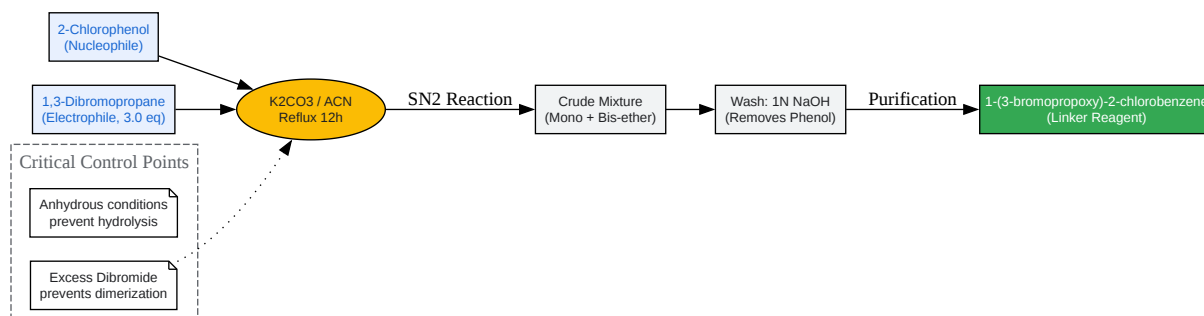 2-Chlorophenol
(Nucleophile)
1,3-Dibromopropane
(Electrophile, 3.0 eq)
K2CO3 / ACN
Reflux 12h
SN2 Reaction
Crude Mixture
(Mono + Bis-ether)
Wash: 1N NaOH
(Removes Phenol)
Purification
1-(3-bromopropoxy)-2-chlorobenzene
(Linker Reagent)
Critical Control Points
Anhydrous conditions
prevent hydrolysis
Excess Dibromide
prevents dimerization